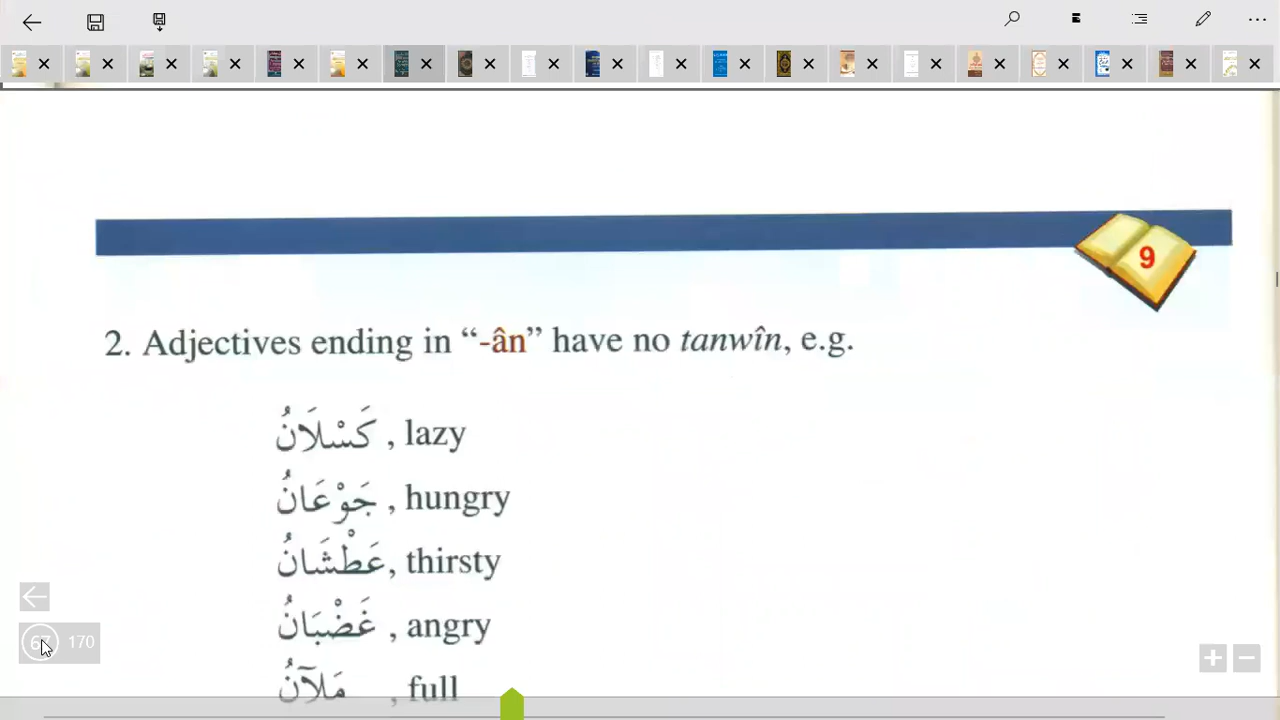 9
2. Adjectives ending in “-ân” have no tanwîn, e.g.
كَسْلَانُ , lazy
جَوْعَانُ , hungry
عَطْشَانُ , thirsty
غَضْبَانُ , angry
مَلآنُ , full
67 170